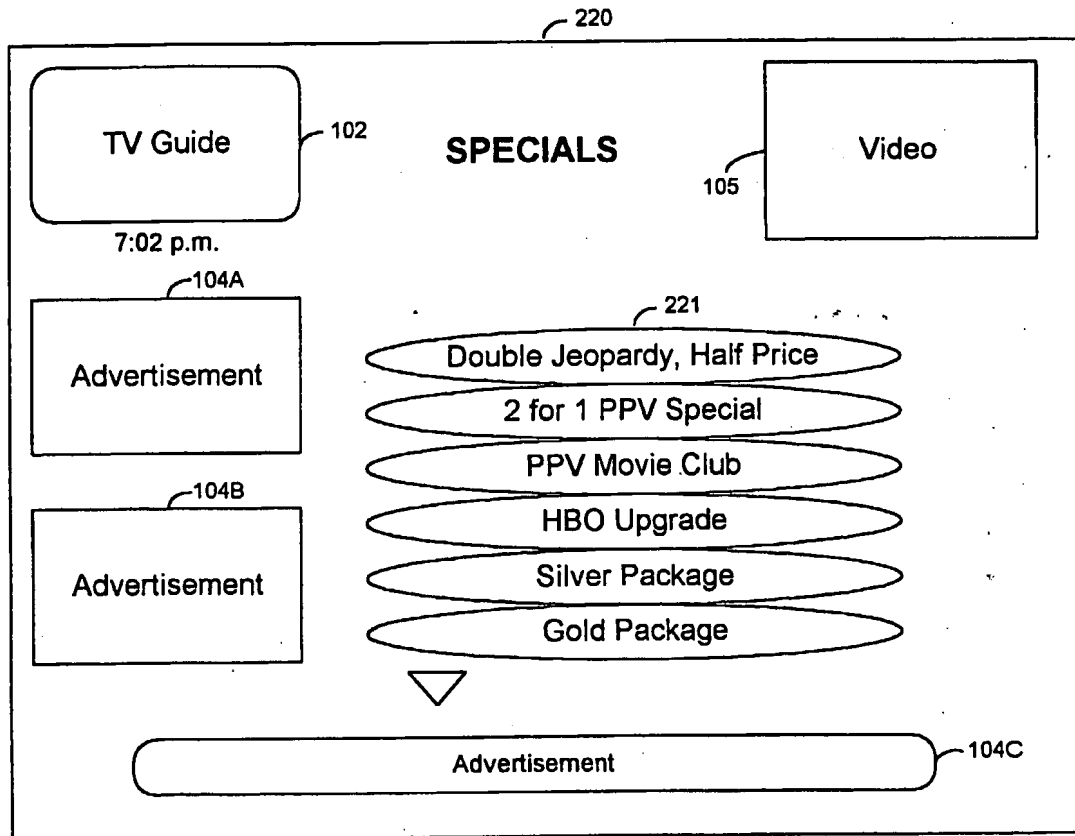 220
TV Guide
102
SPECIALS
Video
105
7:02 p.m.
104A
Advertisement
221
Double Jeopardy, Half Price
2 for 1 PPV Special
PPV Movie Club
HBO Upgrade
Silver Package
Gold Package
104B
Advertisement
Advertisement
104C